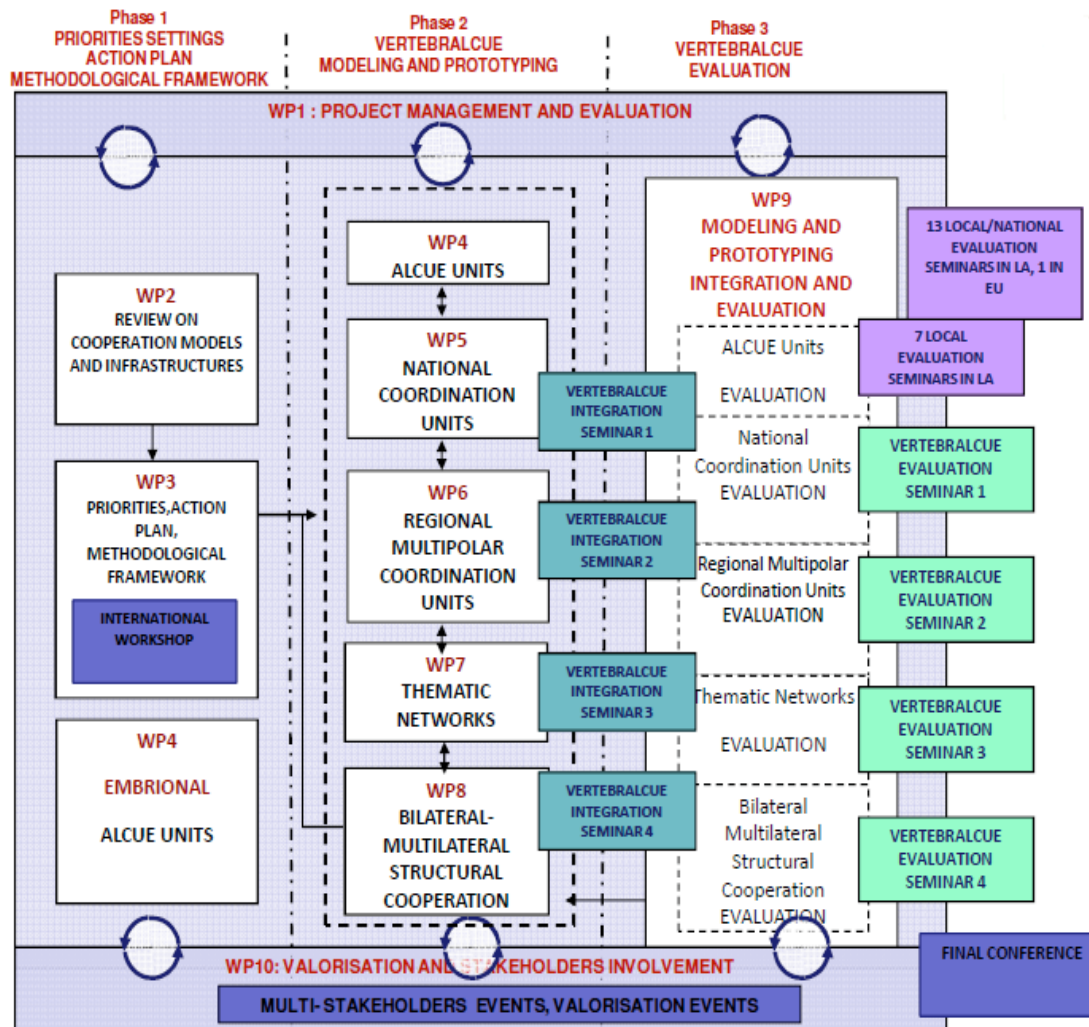 Phase 1
PRIORITIES SETTINGS
ACTION PLAN
METHODOLOGICAL FRAMEWORK
Phase 2
VERTEBRALCUE
MODELING AND PROTOTYPING
Phase 3
VERTEBRALCUE
EVALUATION
WP1 : PROJECT MANAGEMENT AND EVALUATION
WP2
REVIEW ON
COOPERATION MODELS
AND INFRASTRUCTURES
WP3
PRIORITIES,ACTION
PLAN,
METHODOLOGICAL
FRAMEWORK
INTERNATIONAL
WORKSHOP
WP4
EMBRIONAL
ALCUE UNITS
WP4
ALCUE UNITS
WP5
NATIONAL
COORDINATION
UNITS
WP6
REGIONAL
MULTIPOLAR
COORDINATION
UNITS
WP7
THEMATIC
NETWORKS
WP8
BILATERAL-
MULTILATERAL
STRUCTURAL
COOPERATION
VERTEBRALCUE
INTEGRATION
SEMINAR 1
VERTEBRALCUE
INTEGRATION
SEMINAR 2
VERTEBRALCUE
INTEGRATION
SEMINAR 3
VERTEBRALCUE
INTEGRATION
SEMINAR 4
WP9
MODELING AND
PROTOTYPING
INTEGRATION AND
EVALUATION
ALCUE Units
EVALUATION
National
Coordination Units
EVALUATION
Regional Multipolar
Coordination Units
EVALUATION
Thematic Networks
EVALUATION
Bilateral
Multilateral
Structural
Cooperation
EVALUATION
13 LOCAL/NATIONAL
EVALUATION
SEMINARS IN LA, 1 IN
EU
7 LOCAL
EVALUATION
SEMINARS IN LA
VERTEBRALCUE
EVALUATION
SEMINAR 1
VERTEBRALCUE
EVALUATION
SEMINAR 2
VERTEBRALCUE
EVALUATION
SEMINAR 3
VERTEBRALCUE
EVALUATION
SEMINAR 4
WP10: VALORISATION AND STAKEHOLDERS INVOLVEMENT
MULTI- STAKEHOLDERS EVENTS, VALORISATION EVENTS
FINAL CONFERENCE